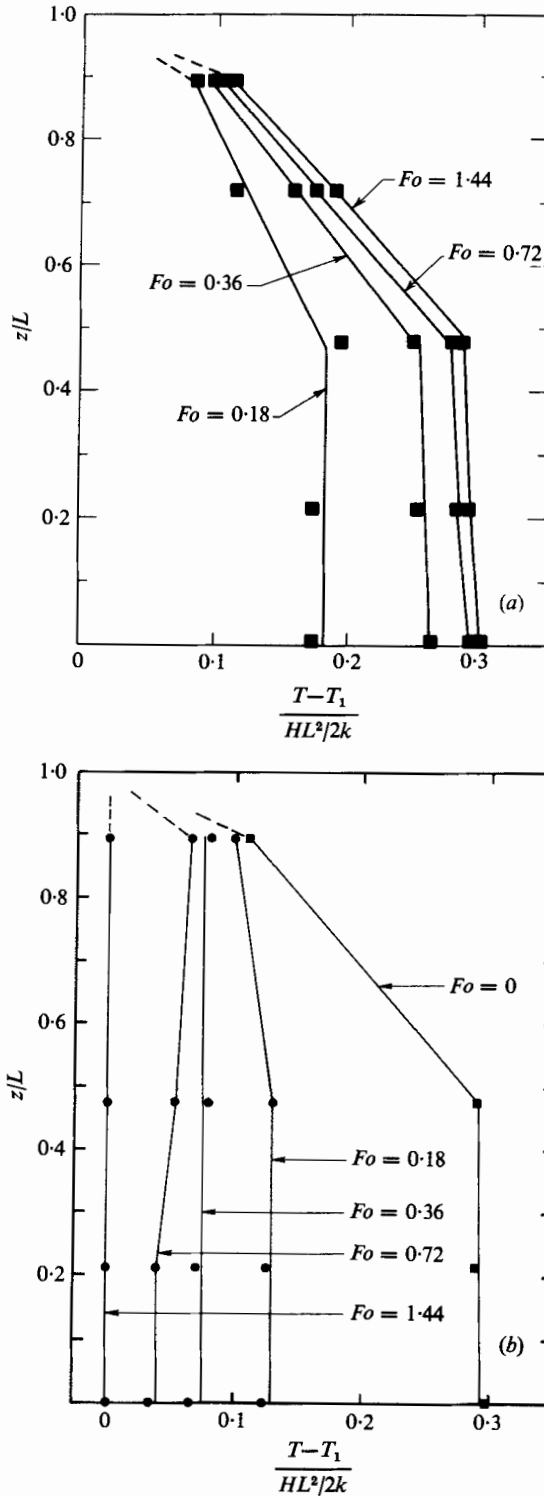 1·0
0·8
Fo = 1·44
Fo = 0·72
0·6
Fo = 0·36
z/L
0·4
Fo = 0·18
0·2
(a)
0
0·1
0·2
0·3
T−T₁
HL²/2k
1·0
0·8
Fo = 0
0·6
z/L
0·4
Fo = 0·18
Fo = 0·36
Fo = 0·72
0·2
Fo = 1·44
(b)
0
0·1
0·2
0·3
T−T₁
HL²/2k